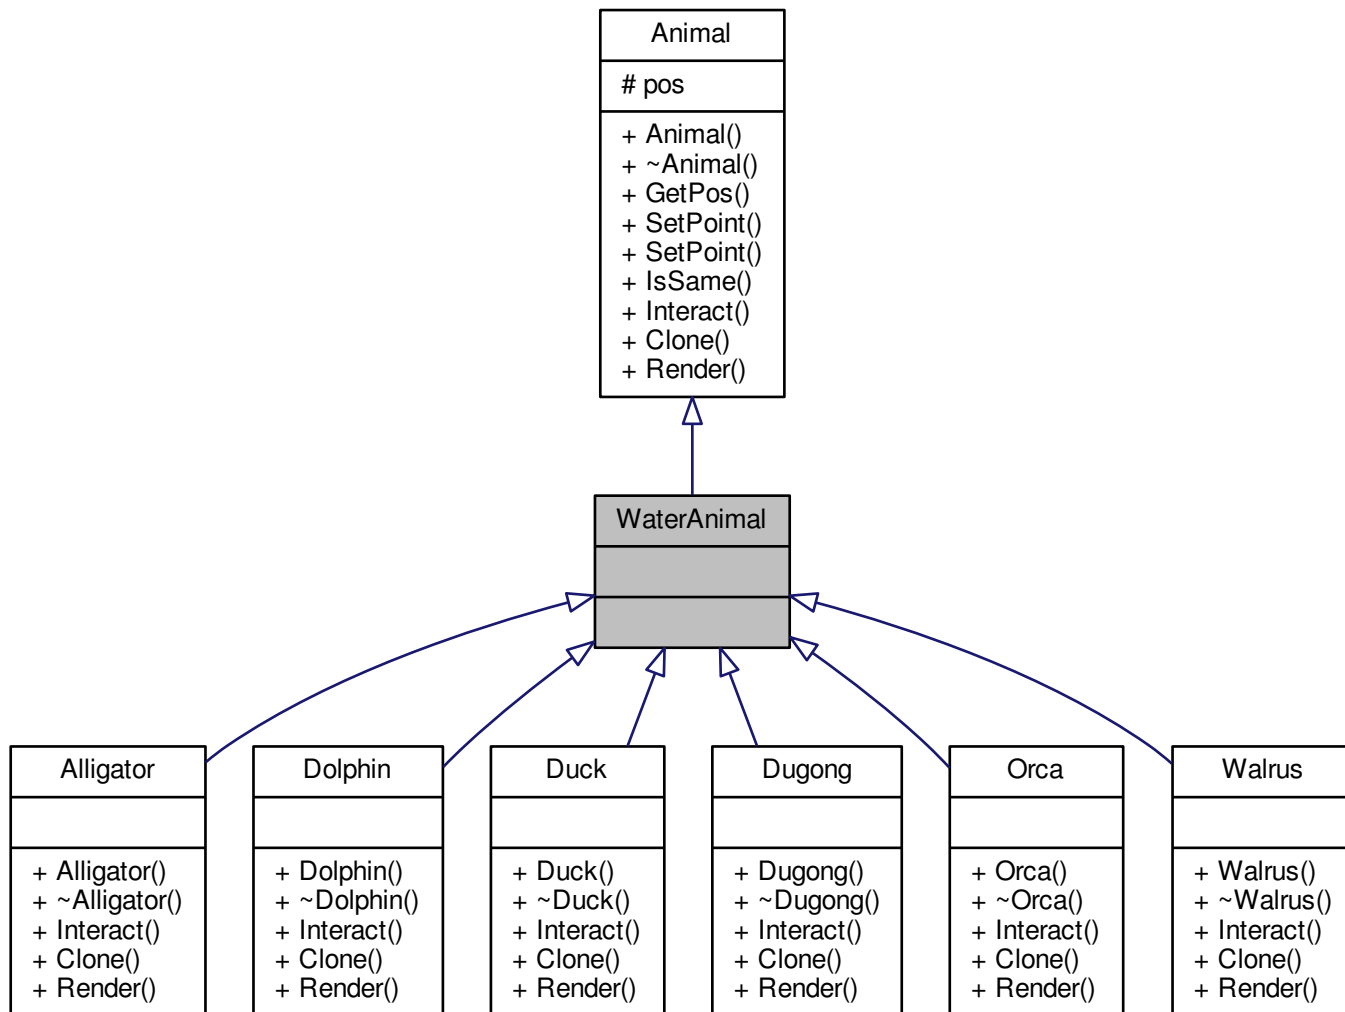 Animal
# pos
+ Animal()
+ ~Animal()
+ GetPos()
+ SetPoint()
+ SetPoint()
+ IsSame()
+ Interact()
+ Clone()
+ Render()
WaterAnimal
Alligator
+ Alligator()
+ ~Alligator()
+ Interact()
+ Clone()
+ Render()
Dolphin
+ Dolphin()
+ ~Dolphin()
+ Interact()
+ Clone()
+ Render()
Duck
+ Duck()
+ ~Duck()
+ Interact()
+ Clone()
+ Render()
Dugong
+ Dugong()
+ ~Dugong()
+ Interact()
+ Clone()
+ Render()
Orca
+ Orca()
+ ~Orca()
+ Interact()
+ Clone()
+ Render()
Walrus
+ Walrus()
+ ~Walrus()
+ Interact()
+ Clone()
+ Render()